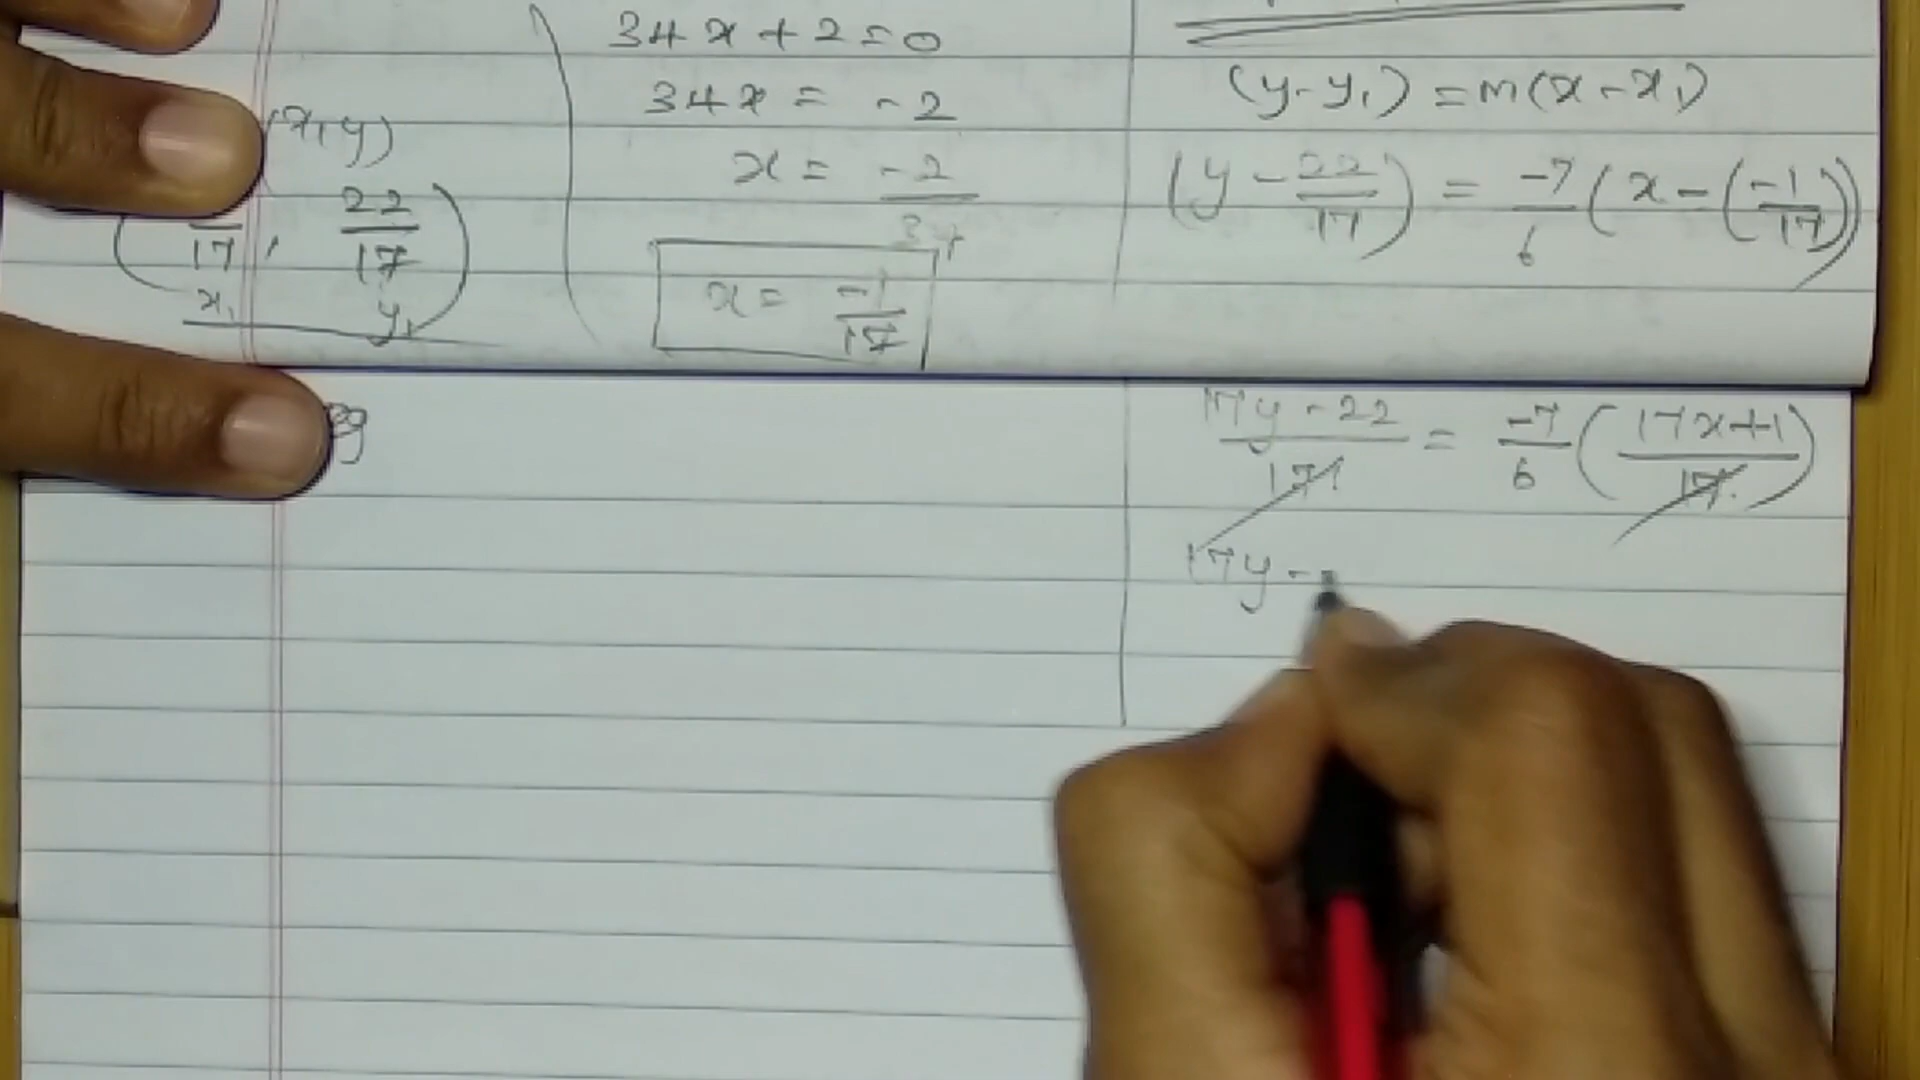 (x, y)
(/17, 22/17)
x₁ y₁
34x + 2 = 0
34x = -2
x = -2/34
x = -1/17
(y - y₁) = m(x - x₁)
(y - 22/17) = -7/6 (x - (-1/17))
17y - 22/17 = -7/6 (17x+1/17)
17y -